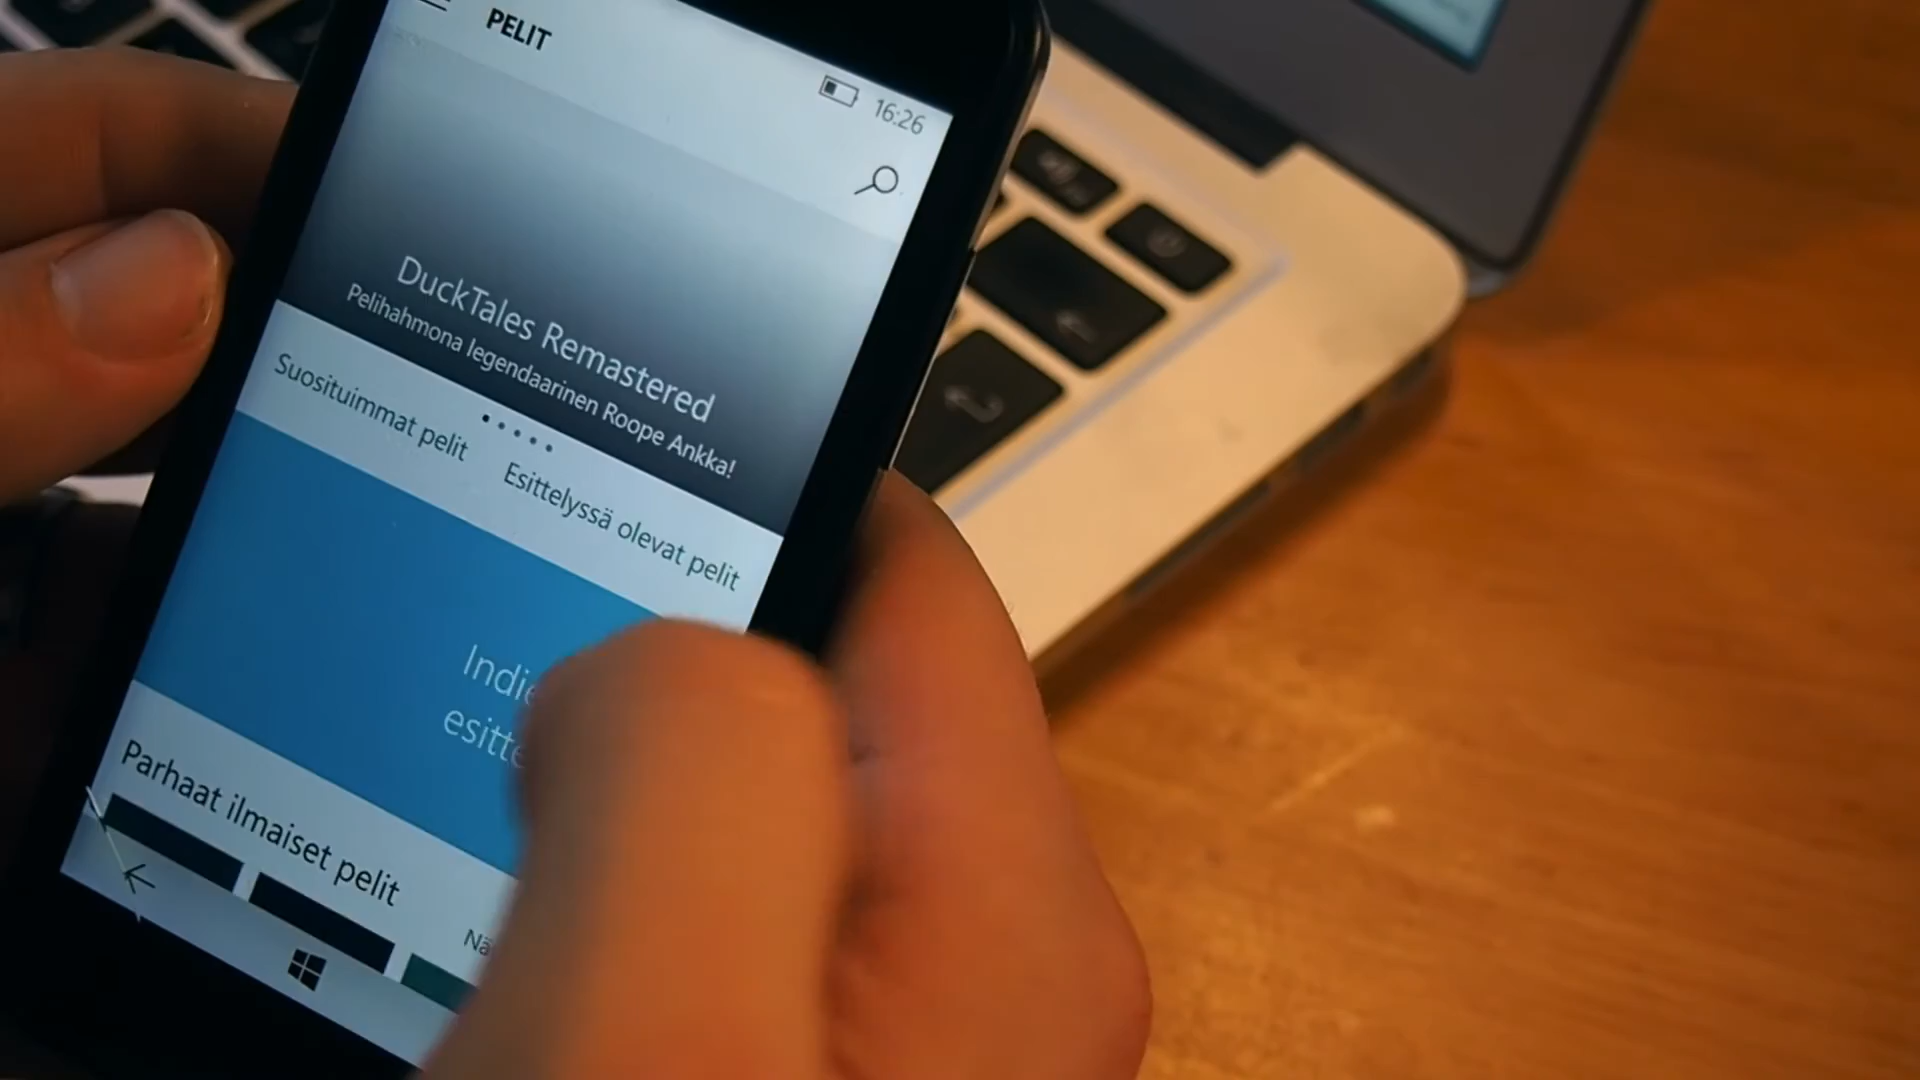 PELIT
16:26
DuckTales Remastered
Pelihahmona legendaarinen Roope Ankka!
Suosituimmat pelit
Esittelyssä olevat pelit
Parhaat ilmaiset pelit